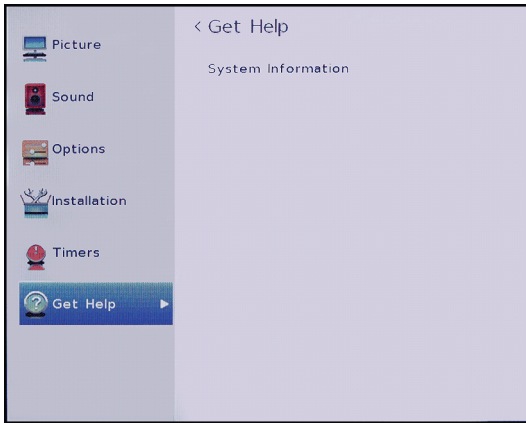 Picture
Sound
Options
Installation
Timers
Get Help
< Get Help
System Information